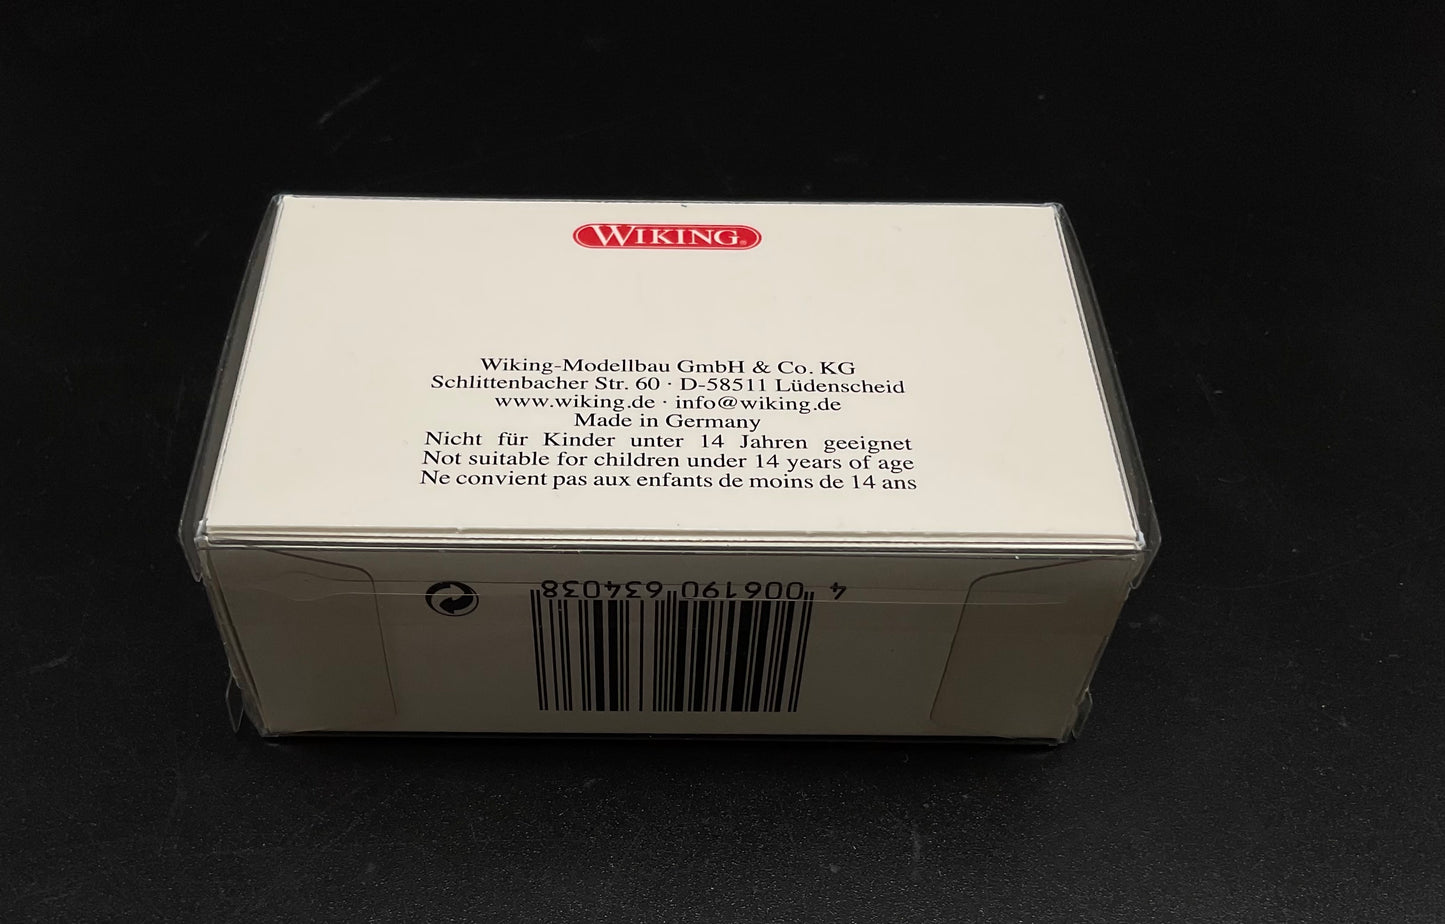 WIKING®
Wiking-Modellbau GmbH & Co. KG
Schlittenbacher Str. 60 · D-58511 Lüdenscheid
www.wiking.de · info@wiking.de
Made in Germany
Nicht für Kinder unter 14 Jahren geeignet
Not suitable for children under 14 years of age
Ne convient pas aux enfants de moins de 14 ans
4 006190 634038